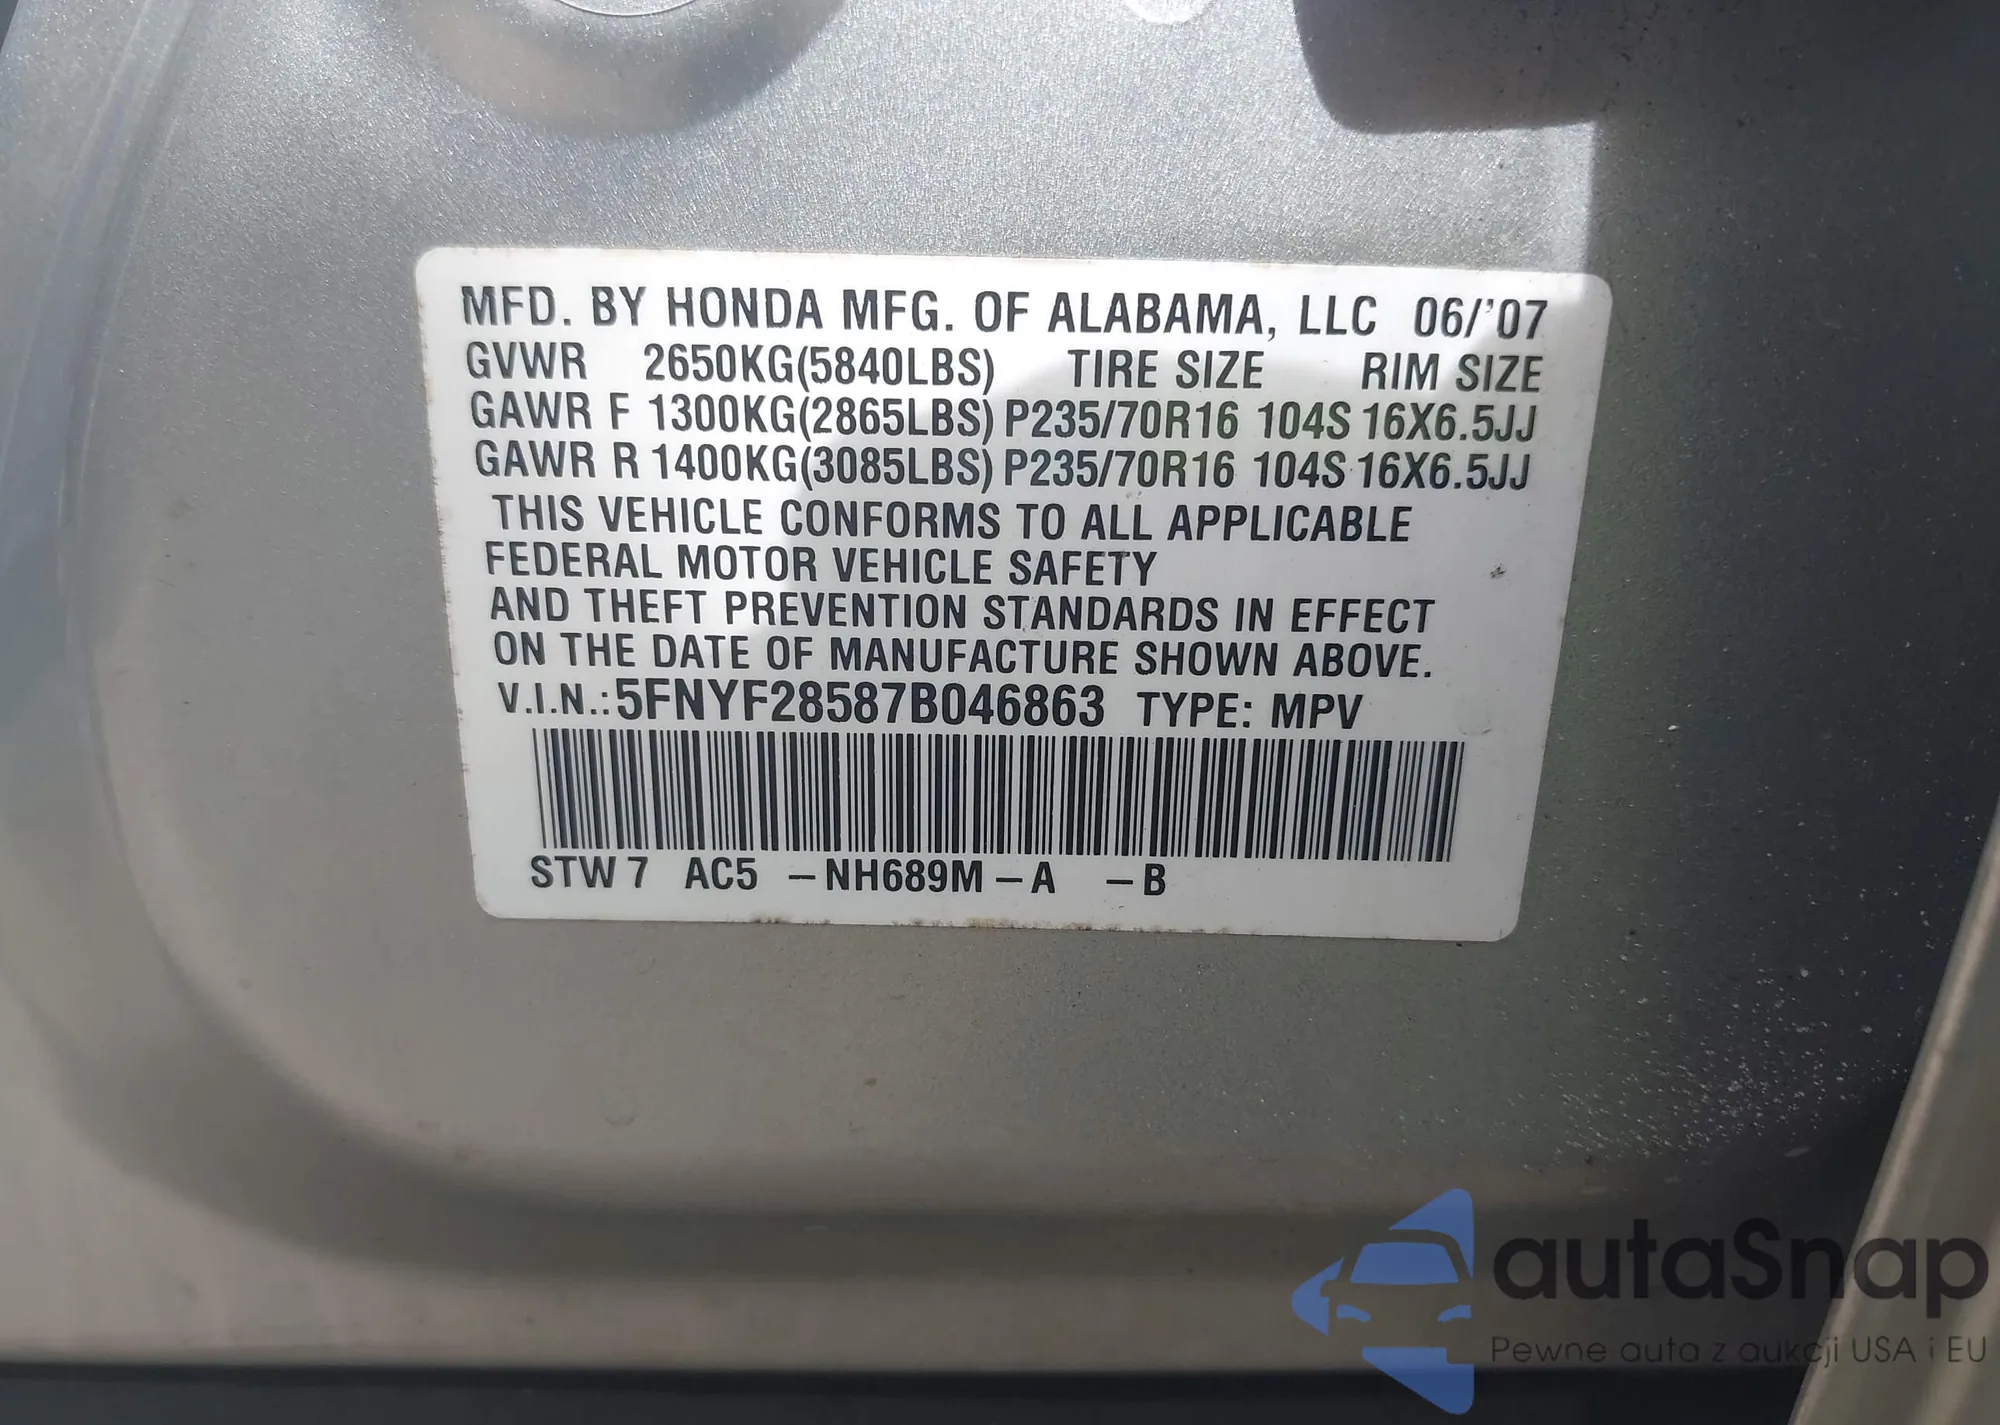 MFD. BY HONDA MFG. OF ALABAMA, LLC 06/'07
GVWR 2650KG(5840LBS) TIRE SIZE RIM SIZE
GAWR F 1300KG(2865LBS) P235/70R16 104S 16X6.5JJ
GAWR R 1400KG(3085LBS) P235/70R16 104S 16X6.5JJ
THIS VEHICLE CONFORMS TO ALL APPLICABLE
FEDERAL MOTOR VEHICLE SAFETY
AND THEFT PREVENTION STANDARDS IN EFFECT
ON THE DATE OF MANUFACTURE SHOWN ABOVE.
V.I.N.: 5FNYF28587B046863 TYPE: MPV
STW7 AC5 –NH689M–A –B
autaSnap
Pewne auta z aukcji USA i EU